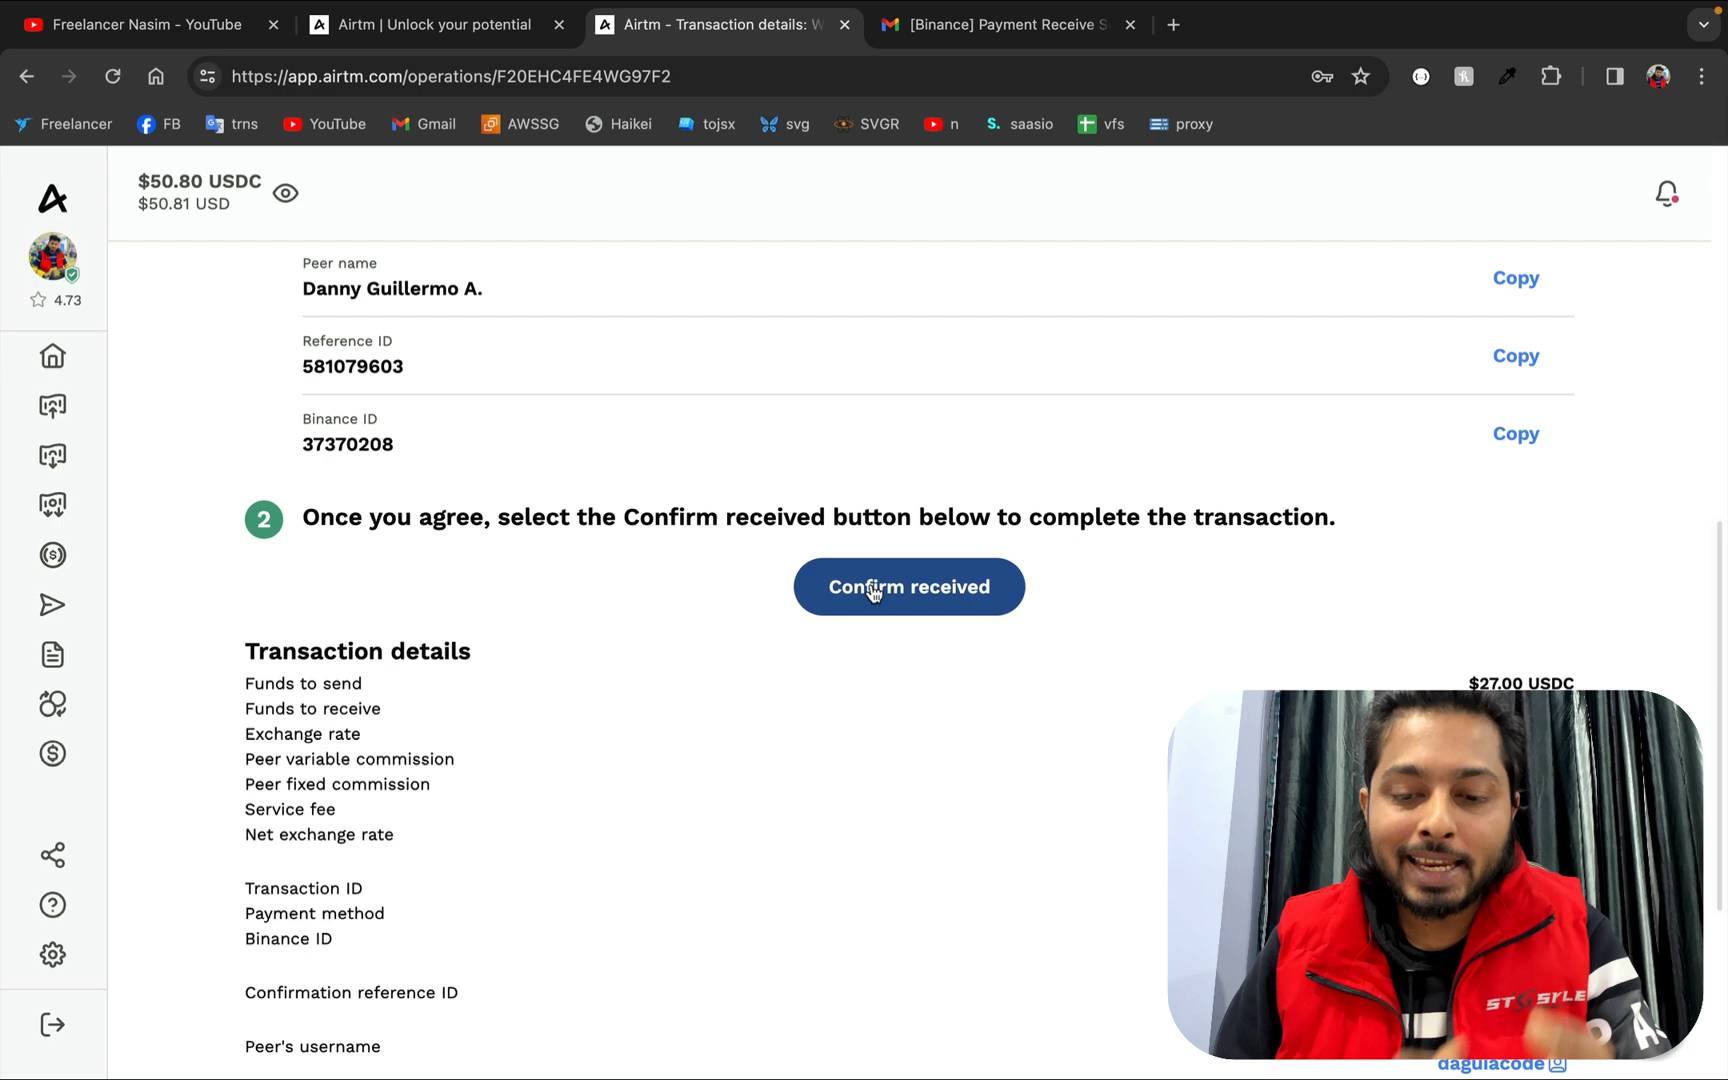 Freelancer Nasim - YouTube
Airtm | Unlock your potential
Airtm - Transaction details: W
[Binance] Payment Receive S
https://app.airtm.com/operations/F20EHC4FE4WG97F2
Freelancer
FB
trns
YouTube
Gmail
AWSSG
Haikei
tojsx
svg
SVGR
n
saasio
vfs
proxy
$50.80 USDC
$50.81 USD
4.73
Peer name
Danny Guillermo A.
Copy
Reference ID
581079603
Copy
Binance ID
37370208
Copy
2 Once you agree, select the Confirm received button below to complete the transaction.
Confirm received
Transaction details
Funds to send
$27.00 USDC
Funds to receive
Exchange rate
Peer variable commission
Peer fixed commission
Service fee
Net exchange rate
Transaction ID
Payment method
Binance ID
Confirmation reference ID
Peer's username
daguiacode